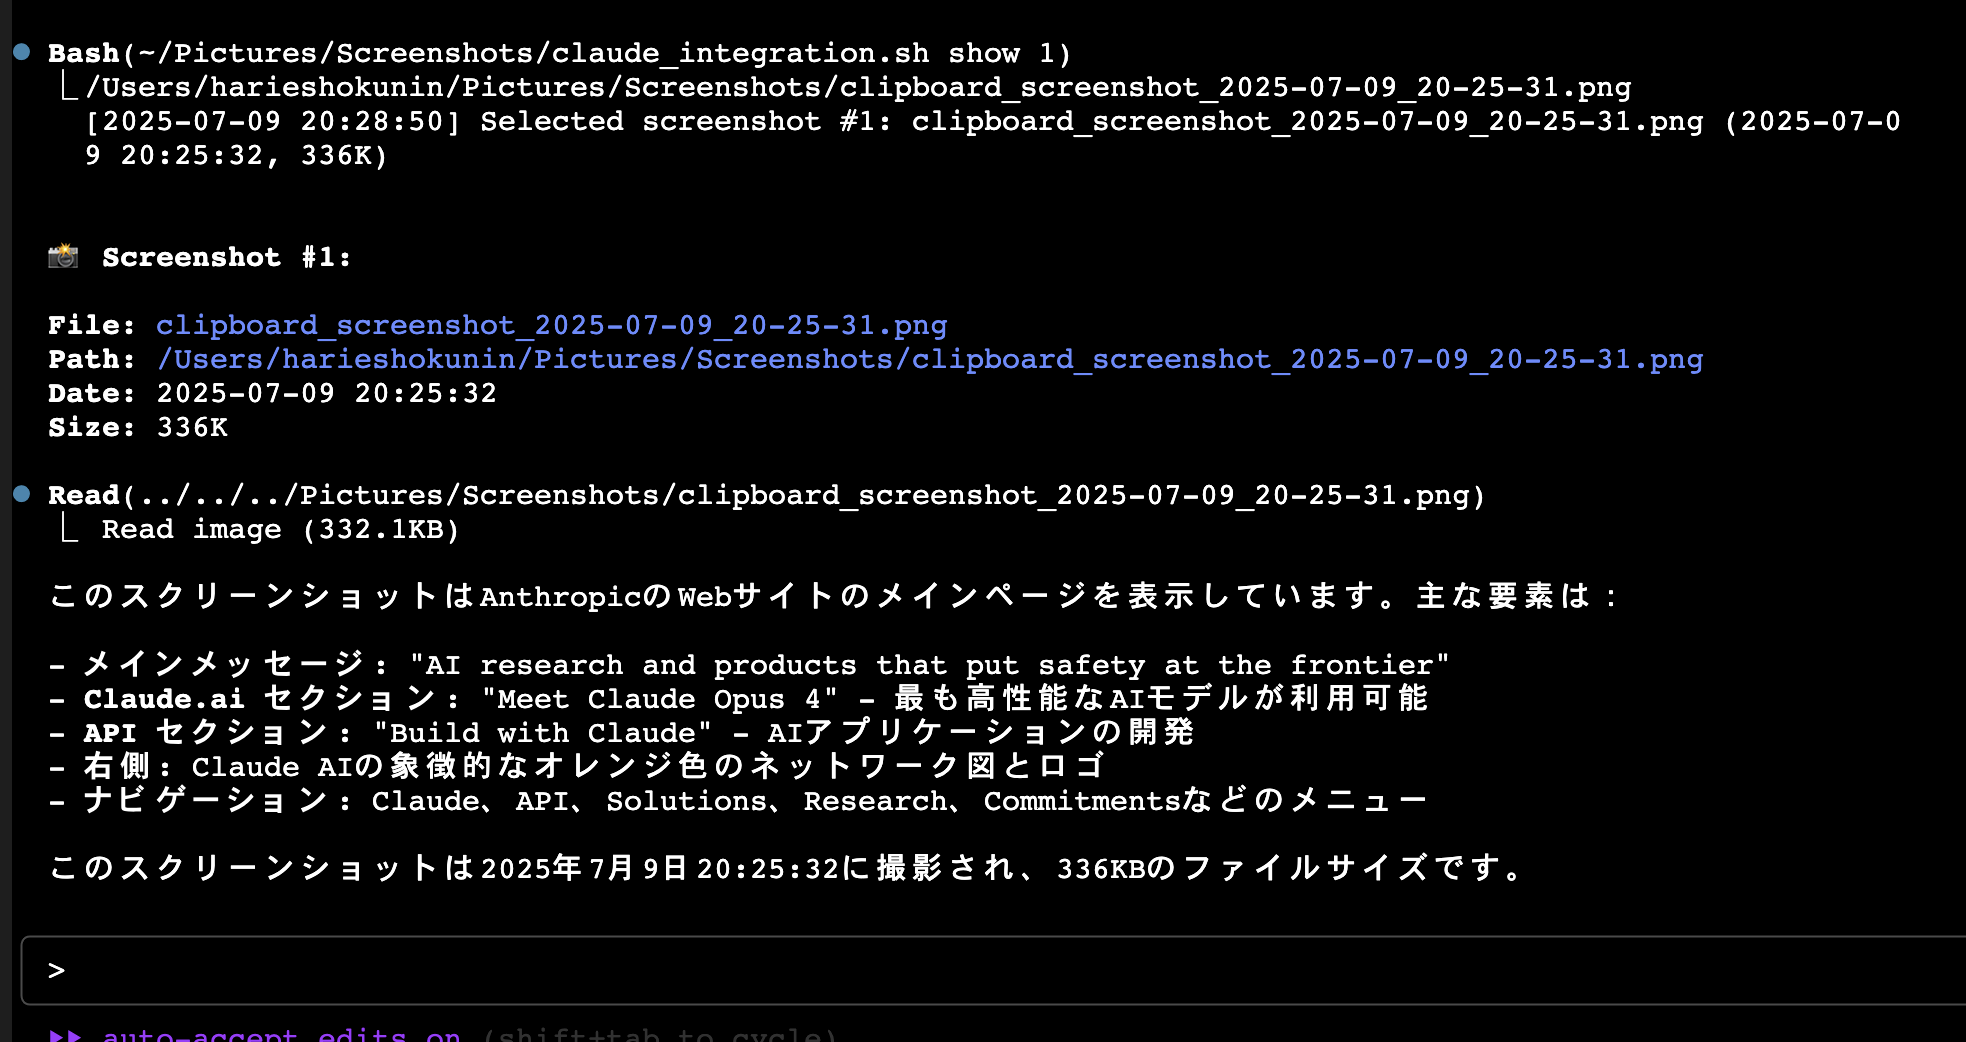 Bash(~/Pictures/Screenshots/claude_integration.sh show 1)
/Users/harieshokunin/Pictures/Screenshots/clipboard_screenshot_2025-07-09_20-25-31.png
[2025-07-09 20:28:50] Selected screenshot #1: clipboard_screenshot_2025-07-09_20-25-31.png (2025-07-0
9 20:25:32, 336K)
📸 Screenshot #1:
File: clipboard_screenshot_2025-07-09_20-25-31.png
Path: /Users/harieshokunin/Pictures/Screenshots/clipboard_screenshot_2025-07-09_20-25-31.png
Date: 2025-07-09 20:25:32
Size: 336K
Read(../../../Pictures/Screenshots/clipboard_screenshot_2025-07-09_20-25-31.png)
Read image (332.1KB)
このスクリーンショットはAnthropicのWebサイトのメインページを表示しています。主な要素は：
- メインメッセージ: "AI research and products that put safety at the frontier"
- Claude.ai セクション: "Meet Claude Opus 4" - 最も高性能なAIモデルが利用可能
- API セクション: "Build with Claude" - AIアプリケーションの開発
- 右側: Claude AIの象徴的なオレンジ色のネットワーク図とロゴ
- ナビゲーション: Claude、API、Solutions、Research、Commitmentsなどのメニュー
このスクリーンショットは2025年7月9日20:25:32に撮影され、336KBのファイルサイズです。
>
auto-accept edits on (shift+tab to cycle)